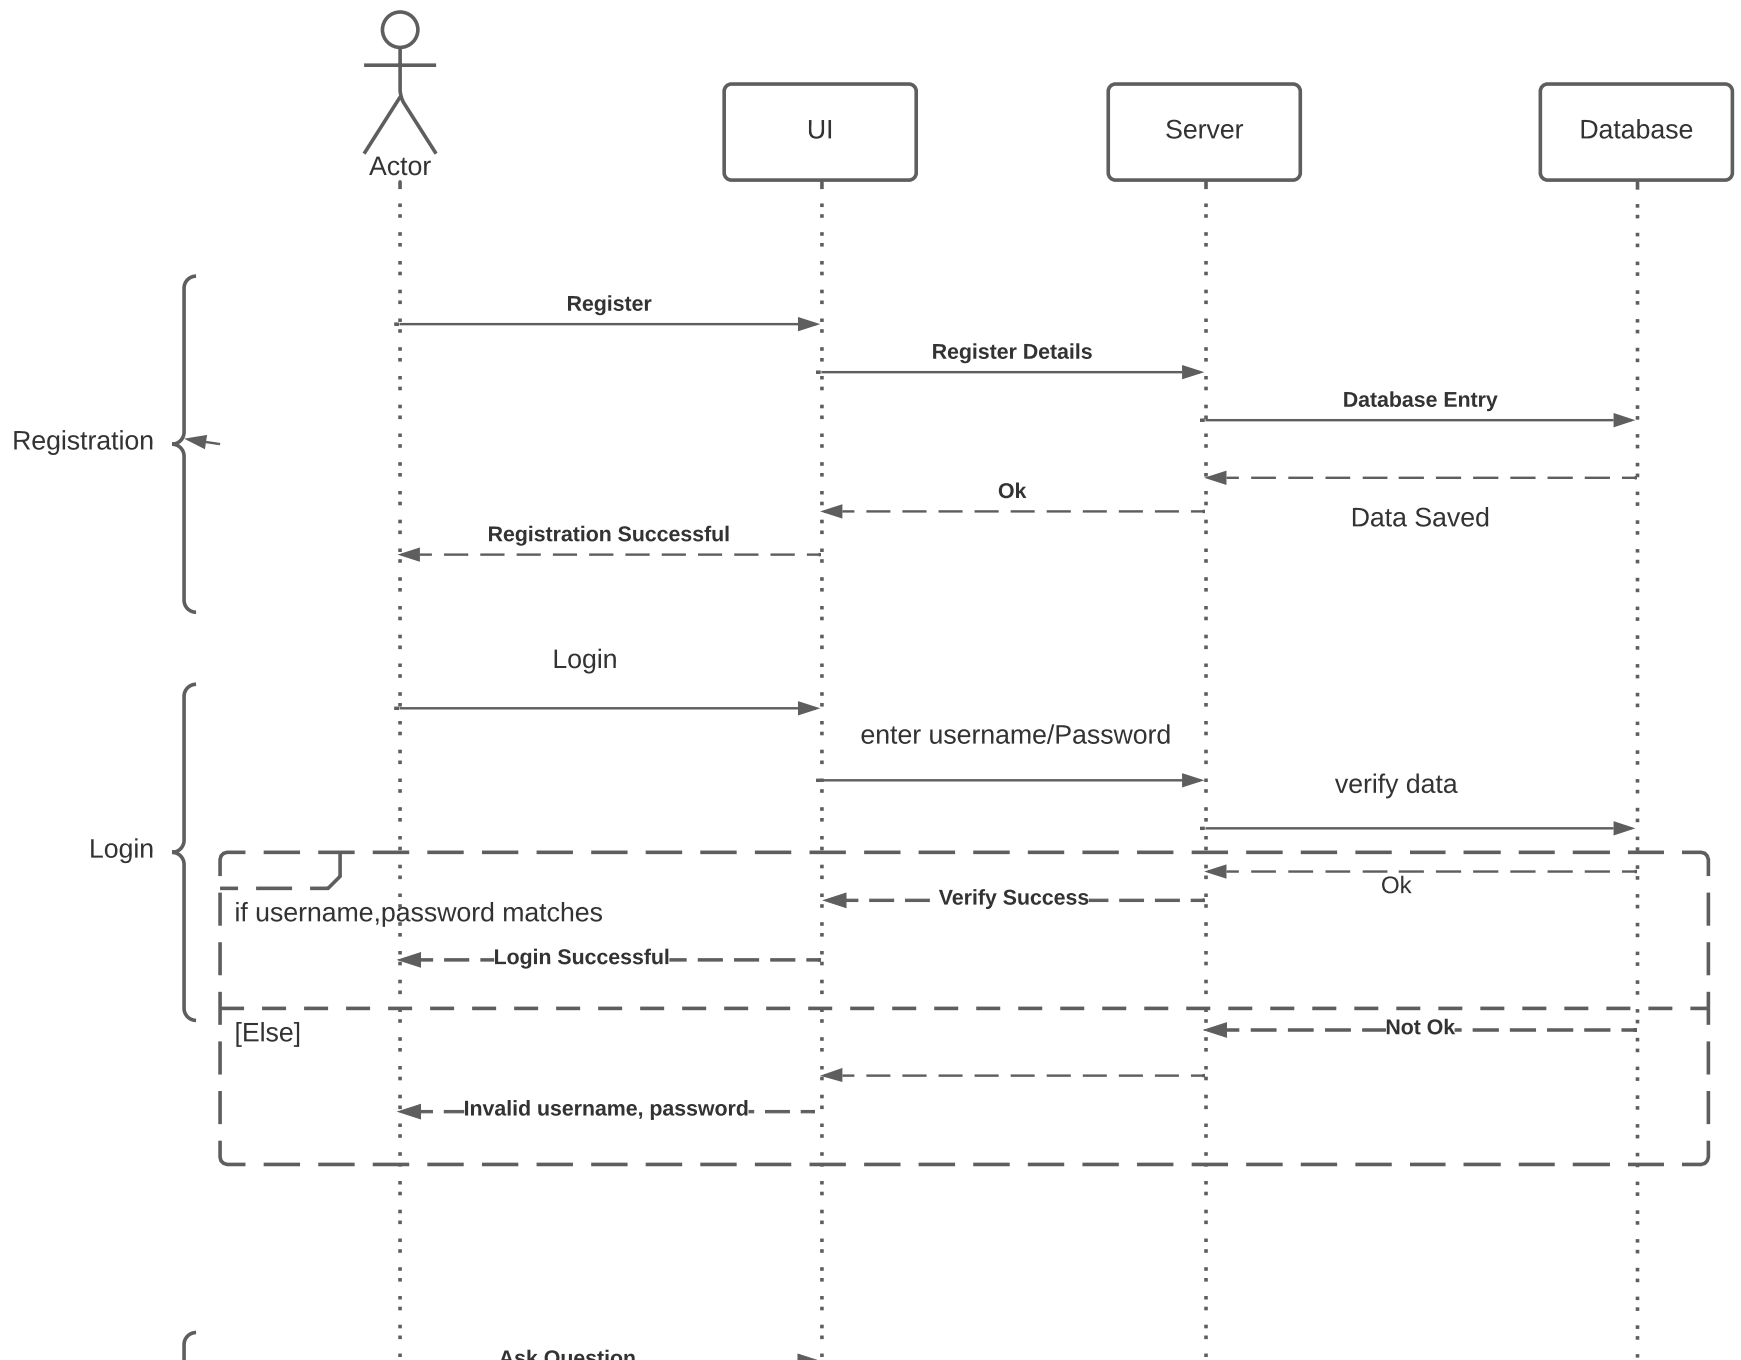 Actor
UI
Server
Database
Register
Register Details
Database Entry
Registration
Ok
Data Saved
Registration Successful
Login
enter username/Password
verify data
Login
Ok
Verify Success
if username,password matches
Login Successful
[Else]
Not Ok
Invalid username, password
Ask Question